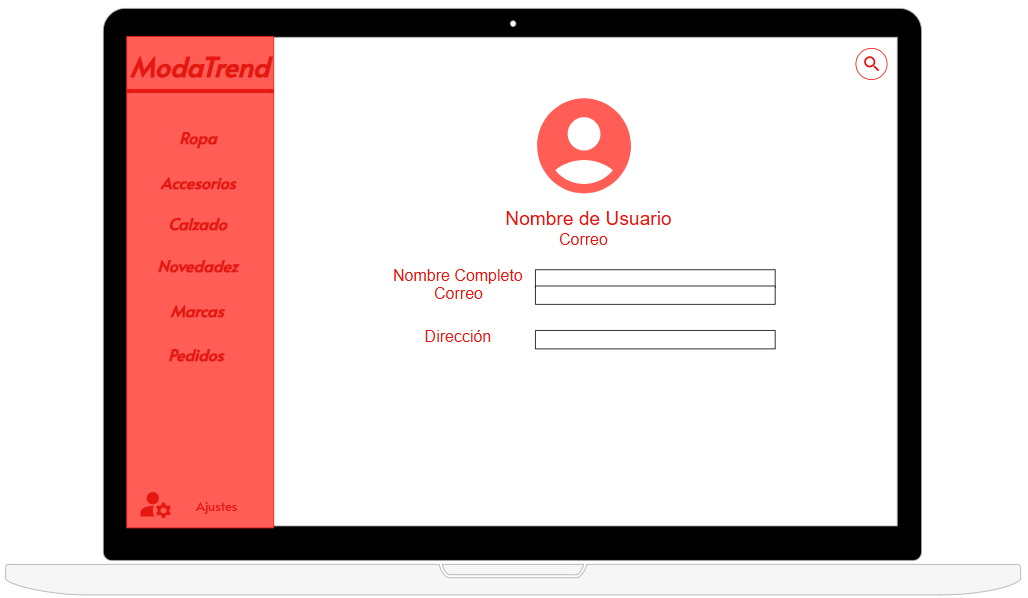 ModaTrend
Ropa
Accesorios
Calzado
Novedadez
Marcas
Pedidos
Ajustes
Nombre de Usuario
Correo
Nombre Completo
Correo
Dirección